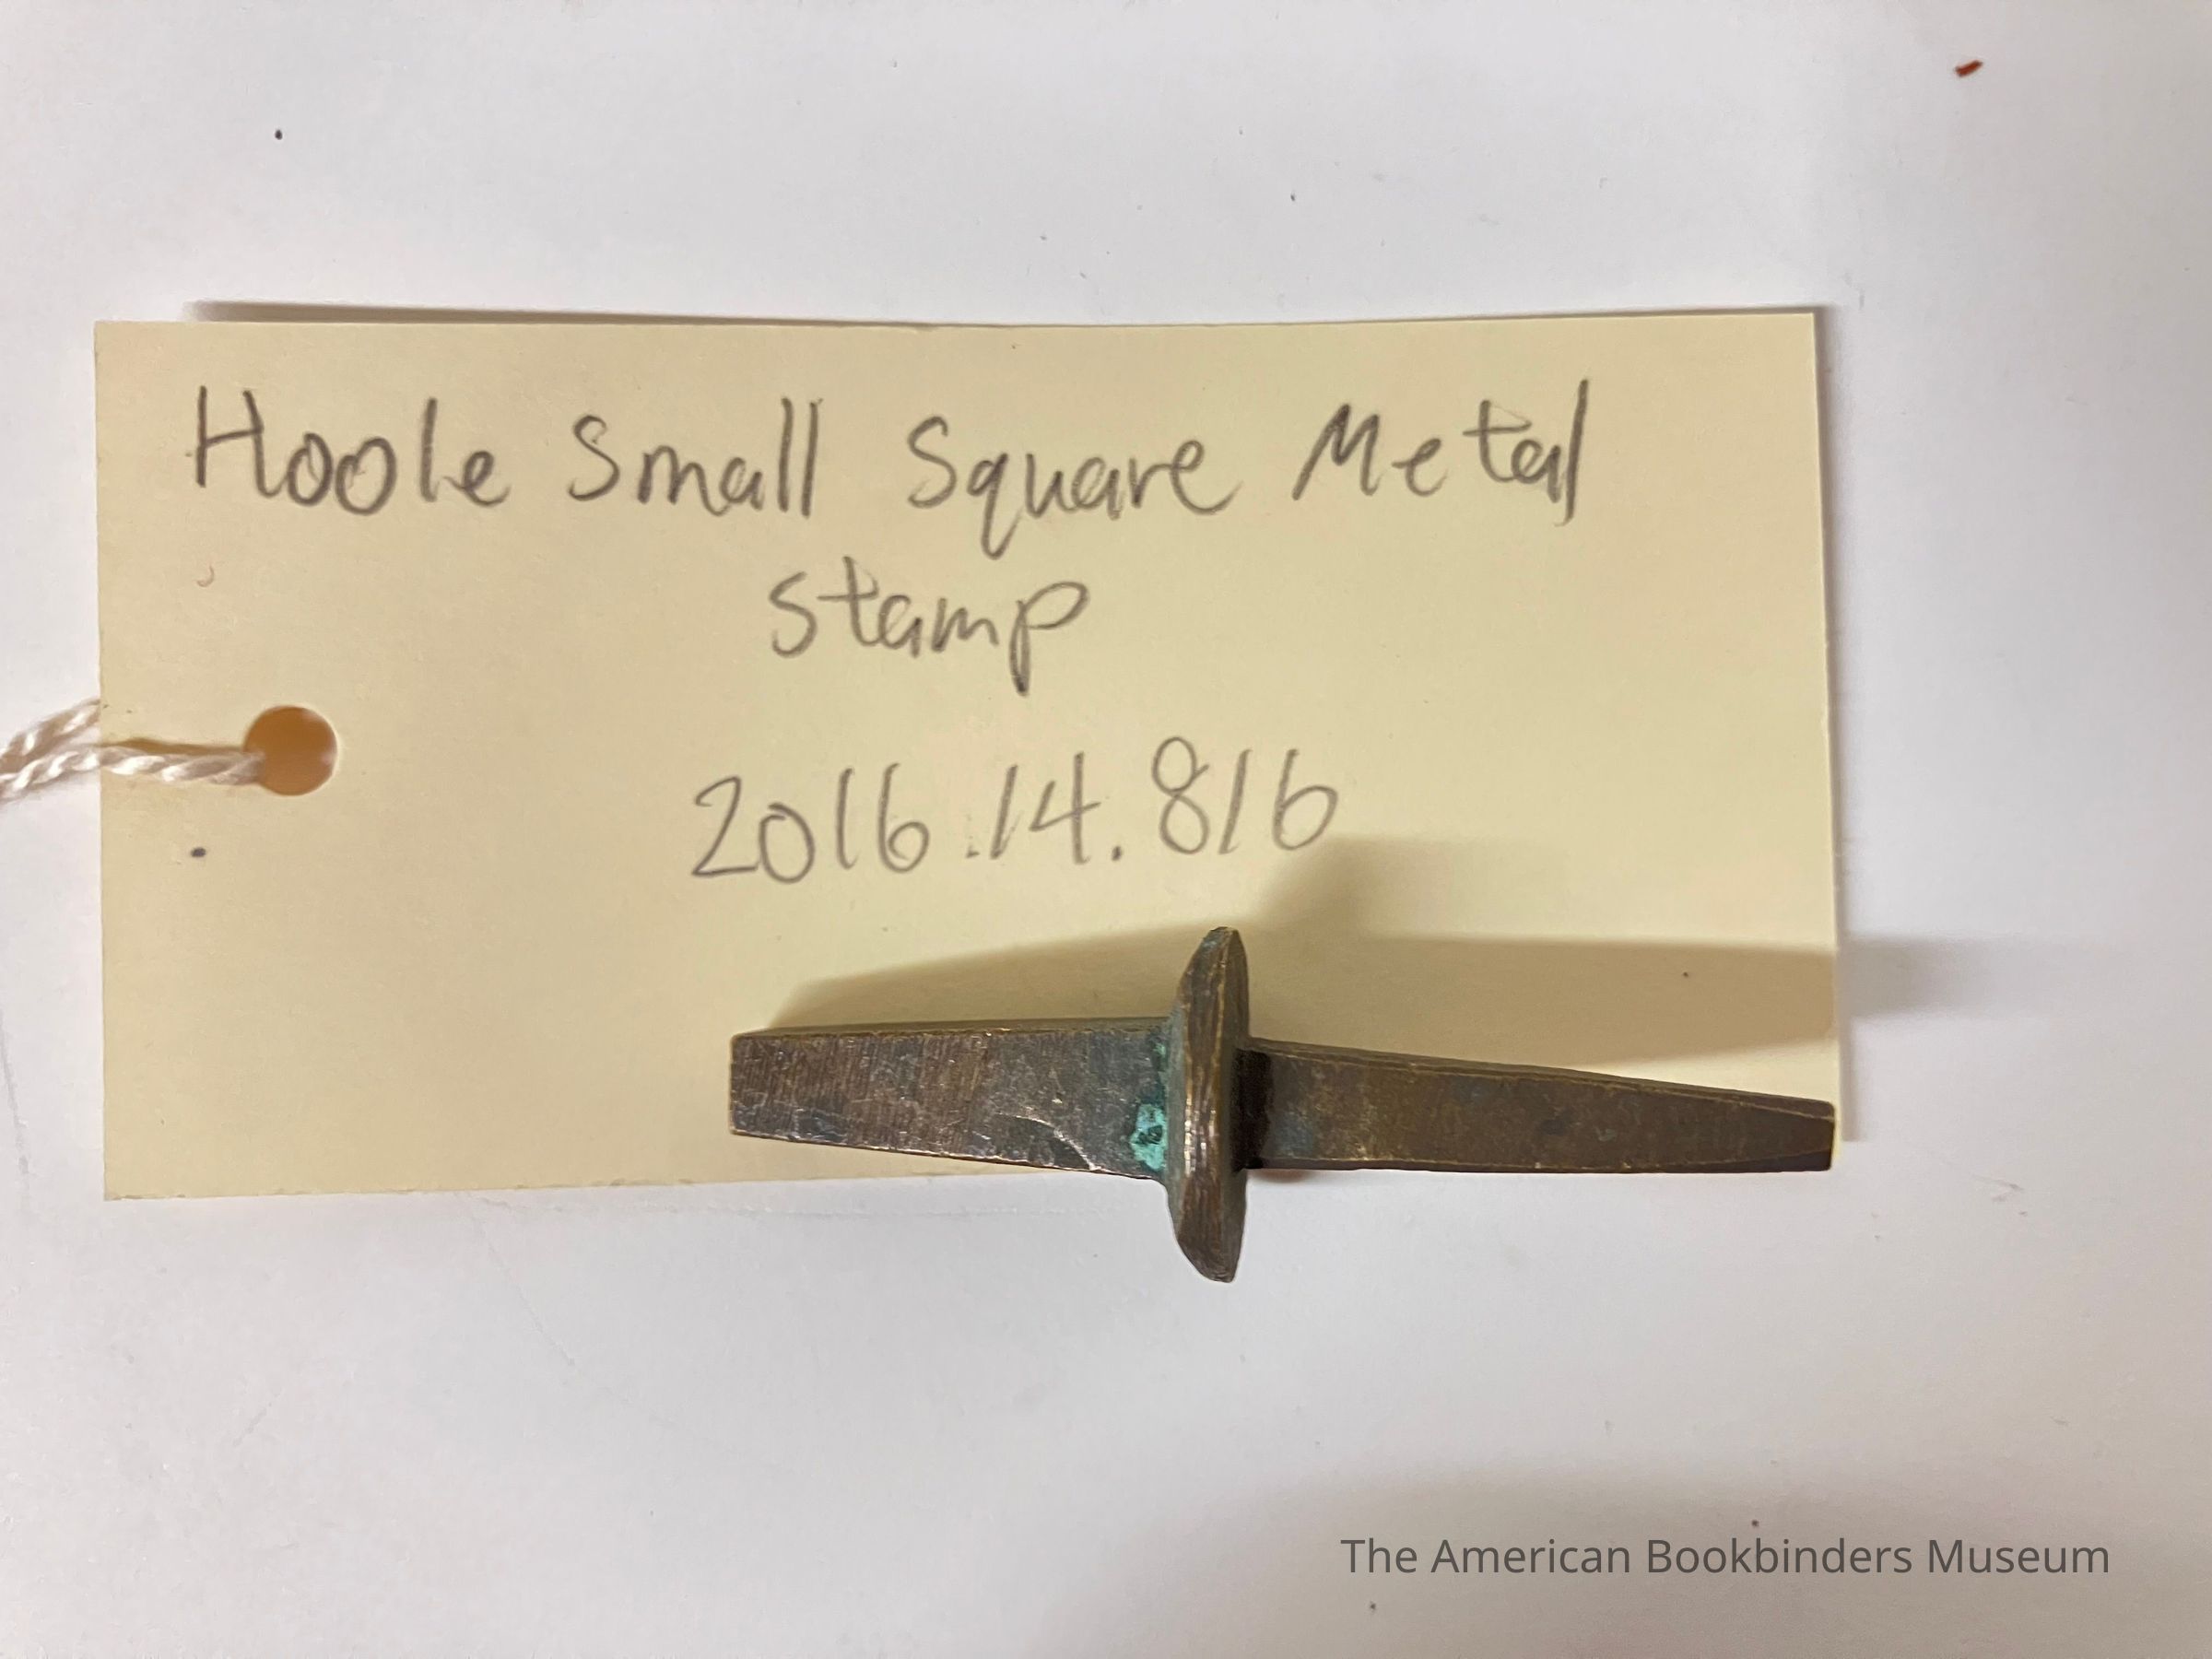 Hoole Small Square Metal
Stamp
2016.14.816
The American Bookbinders Museum